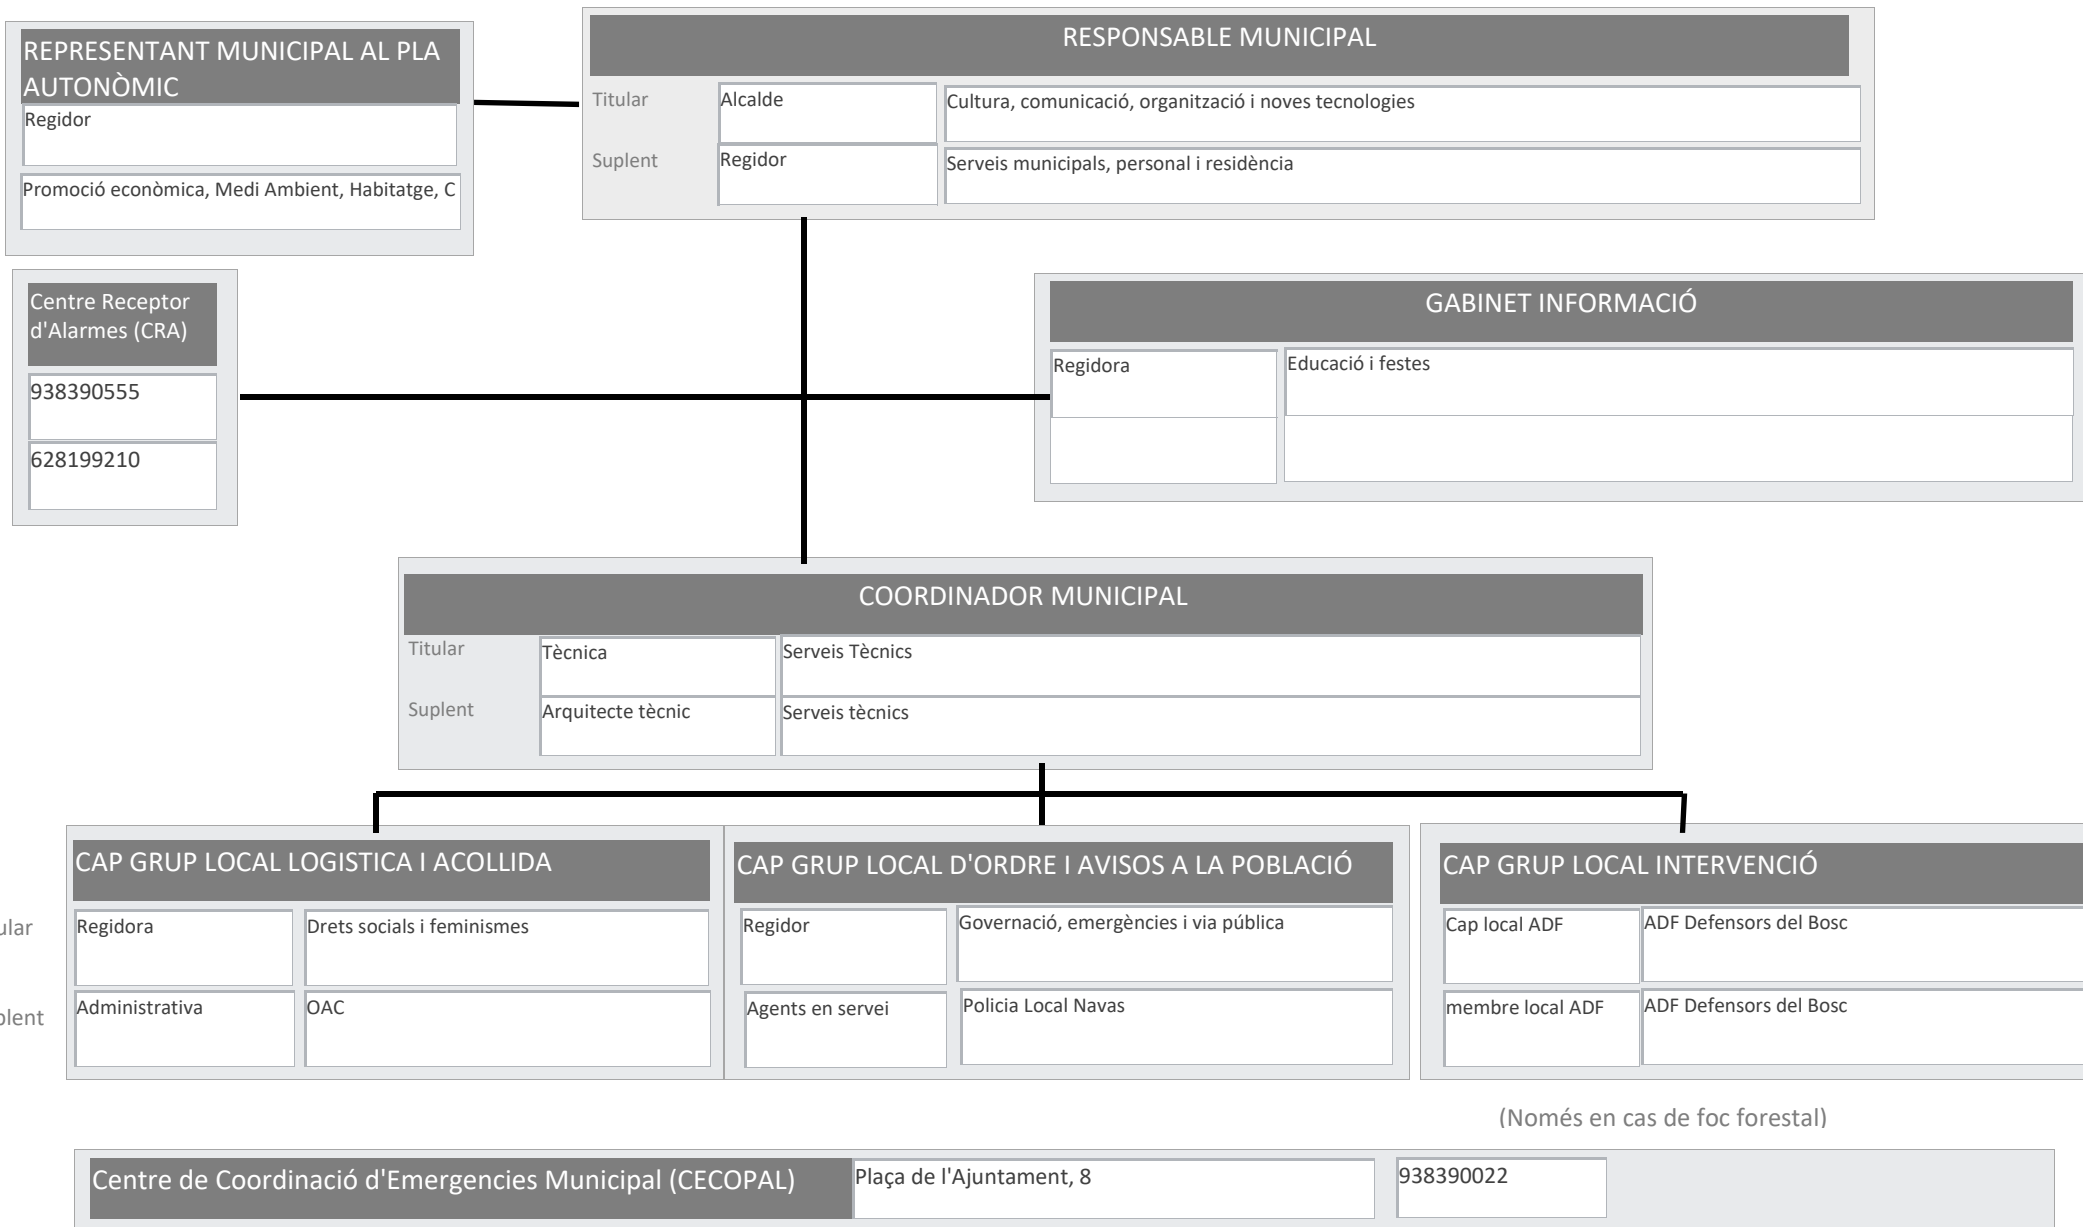 REPRESENTANT MUNICIPAL AL PLA
AUTONÒMIC
Regidor
Promoció econòmica, Medi Ambient, Habitatge, C
RESPONSABLE MUNICIPAL
Titular
Alcalde
Cultura, comunicació, organització i noves tecnologies
Suplent
Regidor
Serveis municipals, personal i residència
Centre Receptor
d'Alarmes (CRA)
938390555
628199210
GABINET INFORMACIÓ
Regidora
Educació i festes
COORDINADOR MUNICIPAL
Titular
Tècnica
Serveis Tècnics
Suplent
Arquitecte tècnic
Serveis tècnics
CAP GRUP LOCAL LOGISTICA I ACOLLIDA
ular
Regidora
Drets socials i feminismes
plent
Administrativa
OAC
CAP GRUP LOCAL D'ORDRE I AVISOS A LA POBLACIÓ
Regidor
Governació, emergències i via pública
Agents en servei
Policia Local Navas
CAP GRUP LOCAL INTERVENCIÓ
Cap local ADF
ADF Defensors del Bosc
membre local ADF
ADF Defensors del Bosc
(Només en cas de foc forestal)
Centre de Coordinació d'Emergencies Municipal (CECOPAL)
Plaça de l'Ajuntament, 8
938390022